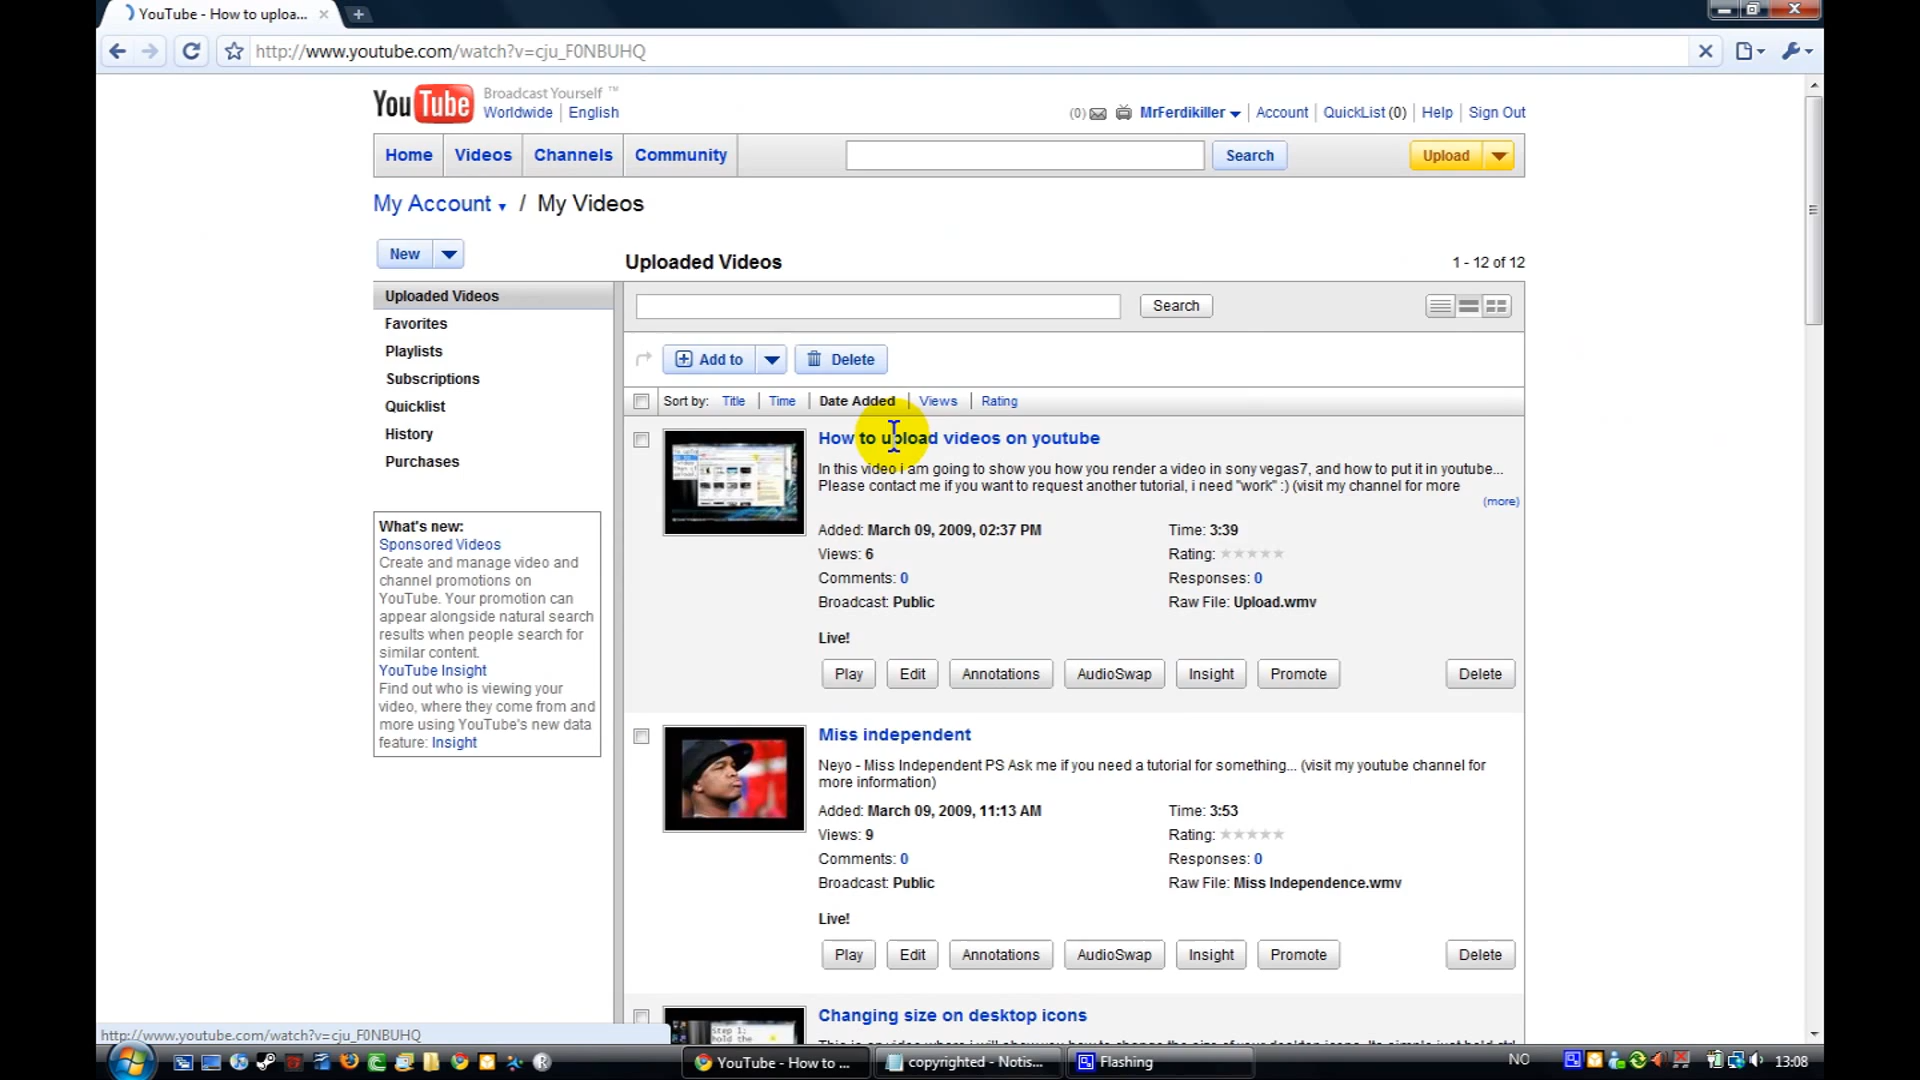 YouTube - How to uploa...
http://www.youtube.com/watch?v=cju_F0NBUHQ
YouTube
Broadcast Yourself ™
Worldwide | English
(0) MrFerdikiller | Account | QuickList (0) | Help | Sign Out
Home
Videos
Channels
Community
Search
Upload
My Account / My Videos
New
Uploaded Videos
1 - 12 of 12
Uploaded Videos
Favorites
Playlists
Subscriptions
Quicklist
History
Purchases
Search
Add to
Delete
Sort by: Title | Time | Date Added | Views | Rating
What's new:
Sponsored Videos
Create and manage video and
channel promotions on
YouTube. Your promotion can
appear alongside natural search
results when people search for
similar content.
YouTube Insight
Find out who is viewing your
video, where they come from and
more using YouTube's new data
feature: Insight
How to upload videos on youtube
In this video i am going to show you how you render a video in sony vegas7, and how to put it in youtube...
Please contact me if you want to request another tutorial, i need "work" :) (visit my channel for more
(more)
Added: March 09, 2009, 02:37 PM
Time: 3:39
Views: 6
Rating:
Comments: 0
Responses: 0
Broadcast: Public
Raw File: Upload.wmv
Live!
Play
Edit
Annotations
AudioSwap
Insight
Promote
Delete
Miss independent
Neyo - Miss Independent PS Ask me if you need a tutorial for something... (visit my youtube channel for
more information)
Added: March 09, 2009, 11:13 AM
Time: 3:53
Views: 9
Rating:
Comments: 0
Responses: 0
Broadcast: Public
Raw File: Miss Independence.wmv
Live!
Play
Edit
Annotations
AudioSwap
Insight
Promote
Delete
Step 1:
hold the
Changing size on desktop icons
http://www.youtube.com/watch?v=cju_F0NBUHQ
YouTube - How to ...
copyrighted - Notis...
Flashing
NO
13:08